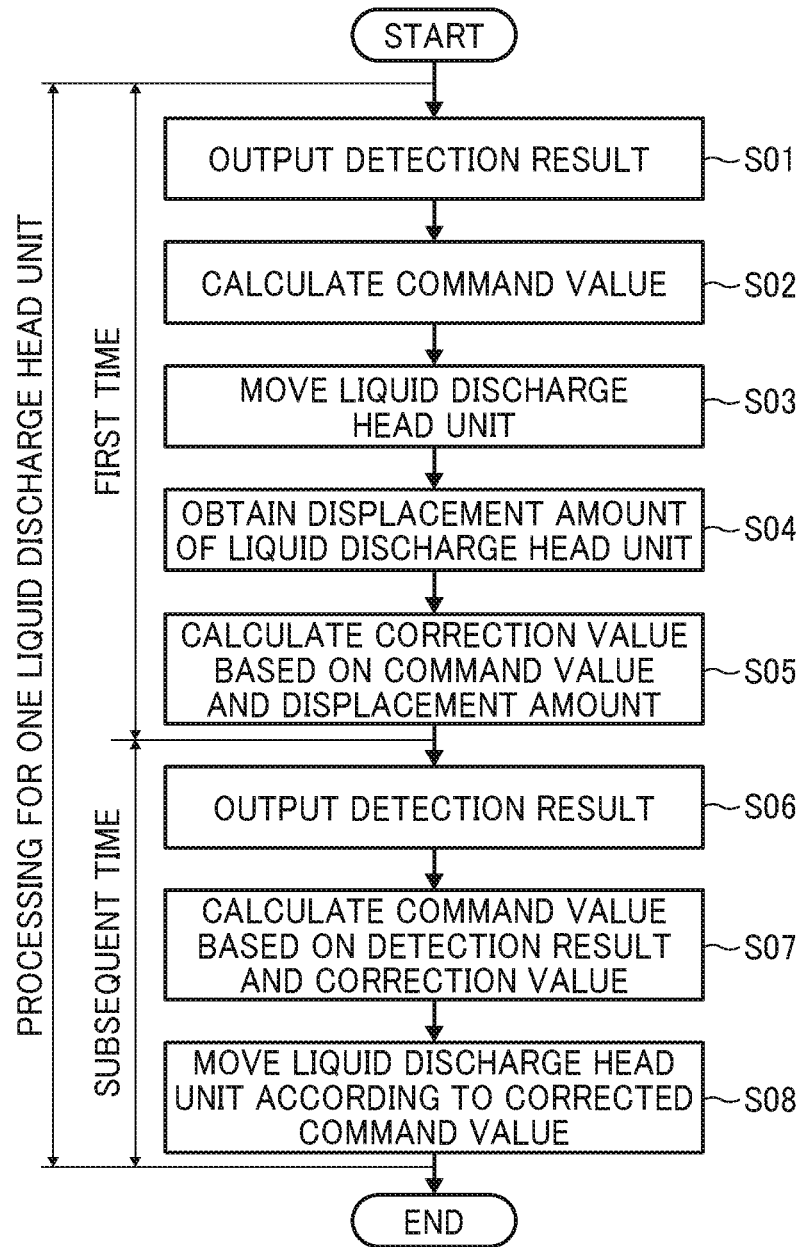 START
OUTPUT DETECTION RESULT
S01
CALCULATE COMMAND VALUE
S02
MOVE LIQUID DISCHARGE
HEAD UNIT
S03
OBTAIN DISPLACEMENT AMOUNT
OF LIQUID DISCHARGE HEAD UNIT
S04
CALCULATE CORRECTION VALUE
BASED ON COMMAND VALUE
AND DISPLACEMENT AMOUNT
S05
OUTPUT DETECTION RESULT
S06
CALCULATE COMMAND VALUE
BASED ON DETECTION RESULT
AND CORRECTION VALUE
S07
MOVE LIQUID DISCHARGE HEAD
UNIT ACCORDING TO CORRECTED
COMMAND VALUE
S08
END
PROCESSING FOR ONE LIQUID DISCHARGE HEAD UNIT
FIRST TIME
SUBSEQUENT TIME